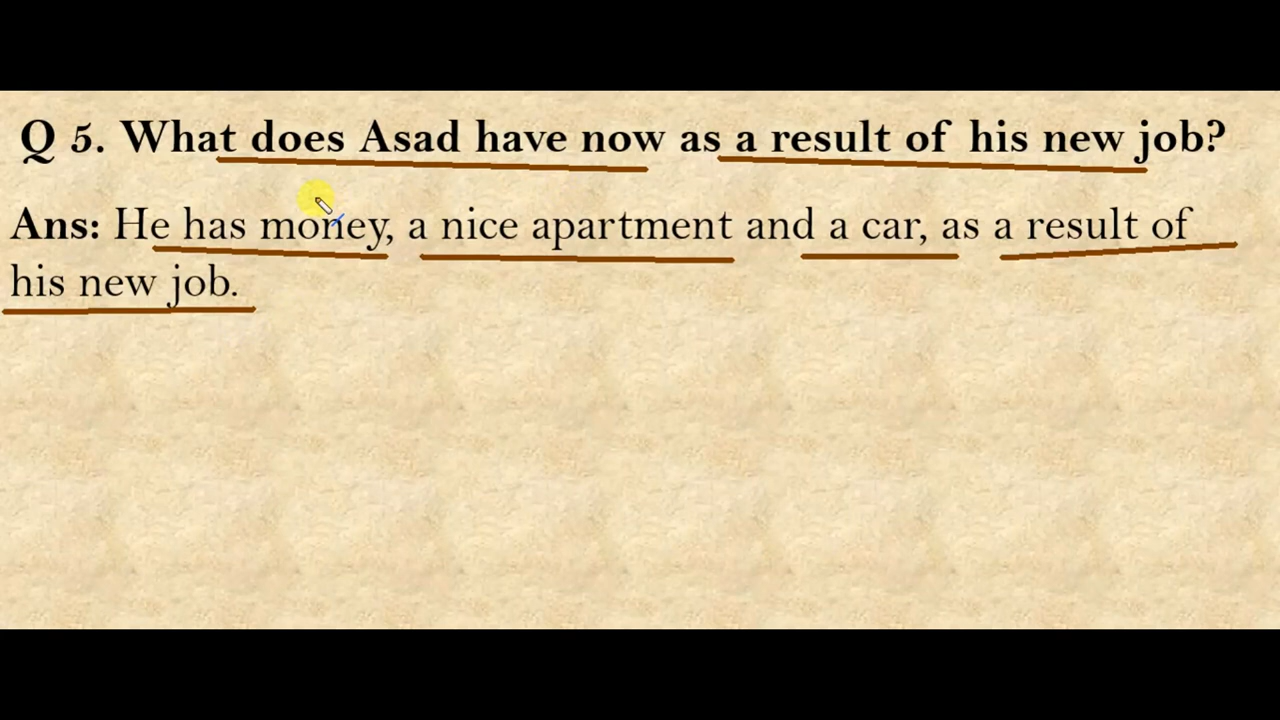 Q 5. What does Asad have now as a result of his new job?
Ans: He has money, a nice apartment and a car, as a result of
his new job.